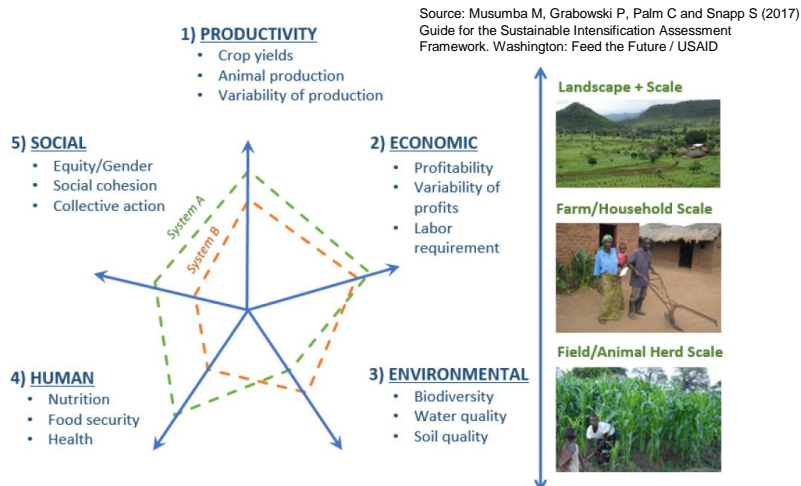 Source: Musumba M, Grabowski P, Palm C and Snapp S (2017)
Guide for the Sustainable Intensification Assessment
Framework. Washington: Feed the Future / USAID
1) PRODUCTIVITY
• Crop yields
• Animal production
• Variability of production
5) SOCIAL
• Equity/Gender
• Social cohesion
• Collective action
2) ECONOMIC
• Profitability
• Variability of
profits
• Labor
requirement
System A
System B
4) HUMAN
• Nutrition
• Food security
• Health
3) ENVIRONMENTAL
• Biodiversity
• Water quality
• Soil quality
Landscape + Scale
Farm/Household Scale
Field/Animal Herd Scale